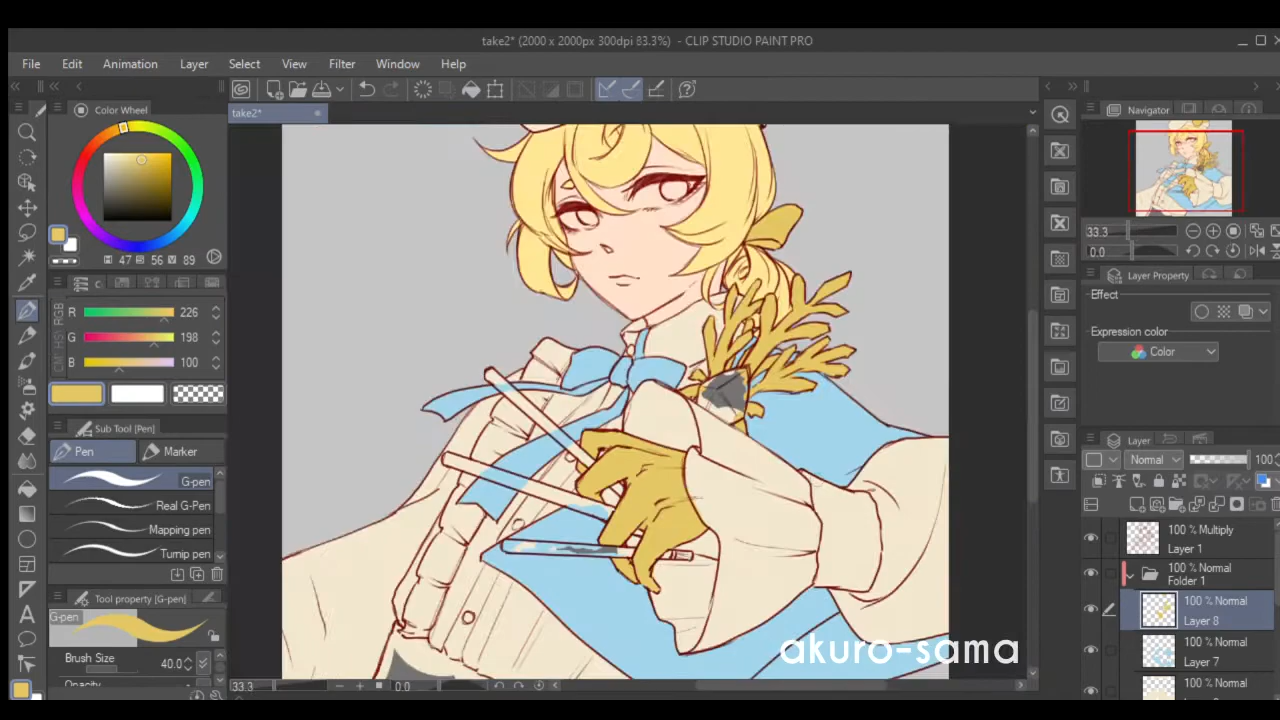 take2* (2000 x 2000px 300dpi 83.3%) - CLIP STUDIO PAINT PRO
File Edit Animation Layer Select View Filter Window Help
Color Wheel
take2*
Navigator
H 47 S 56 V 89
33.3
0.0
Layer Property
Effect
Expression color
Color
RGB
R 226
G 198
B 100
Sub Tool [Pen]
Pen Marker
G-pen
Real G-Pen
Mapping pen
Turnip pen
Tool property [G-pen]
G-pen
Brush Size 40.0
Opacity
Layer
Normal 100
100 % Multiply
Layer 1
100 % Normal
Folder 1
100 % Normal
Layer 8
100 % Normal
Layer 7
100 % Normal
akuro-sama
33.3 0.0